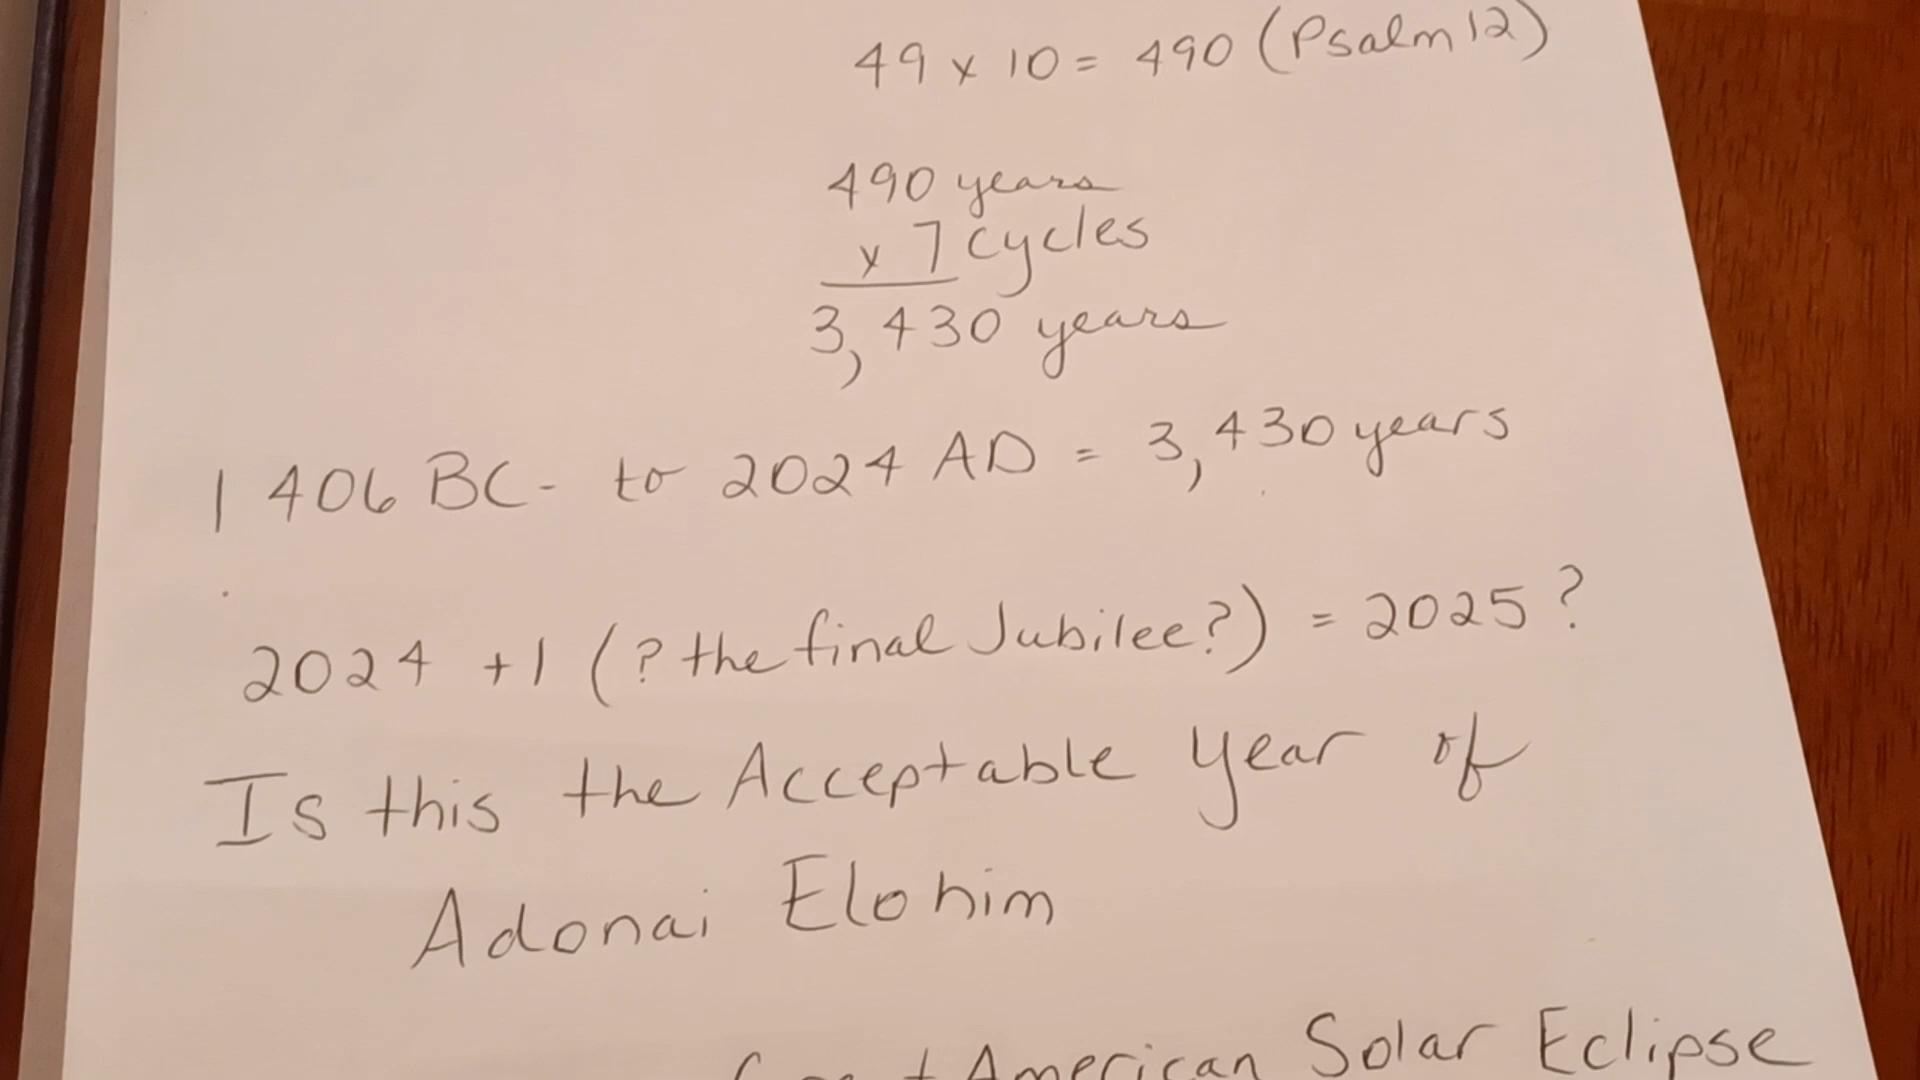 49 x 10 = 490 (Psalm 12)
490 years
x 7 cycles
3,430 years
1406 BC- to 2024 AD = 3,430 years
2024 +1 (? the final Jubilee?) = 2025?
Is this the Acceptable Year of
Adonai Elohim
American Solar Eclipse